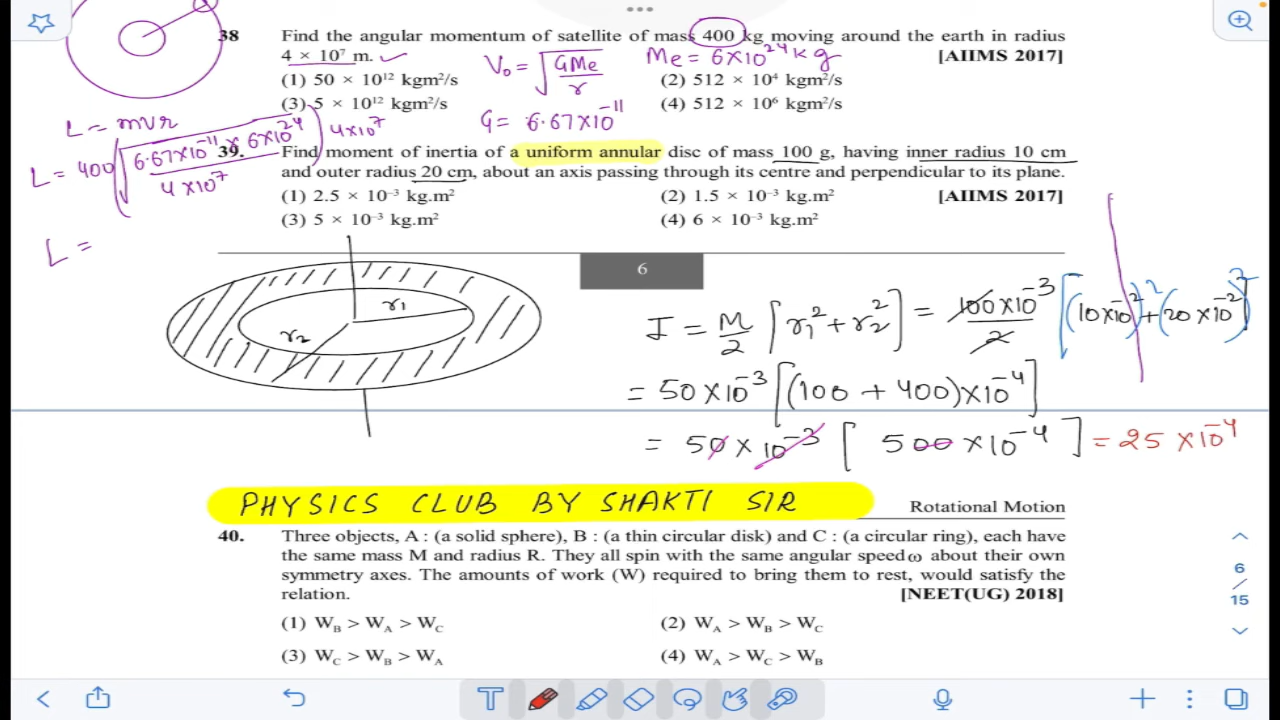 38 Find the angular momentum of satellite of mass 400 kg moving around the earth in radius
4 × 10⁷ m. [AIIMS 2017]
V₀ = √(GMe/r) Me = 6×10²⁴ kg
(1) 50 × 10¹² kgm²/s (2) 512 × 10⁴ kgm²/s
(3) 5 × 10¹² kgm²/s (4) 512 × 10⁶ kgm²/s
G = 6.67×10⁻¹¹
L = mvr
L = 400(√(6.67×10⁻¹¹ × 6×10²⁴ / 4×10⁷)) 4×10⁷
L =
39. Find moment of inertia of a uniform annular disc of mass 100 g, having inner radius 10 cm
and outer radius 20 cm, about an axis passing through its centre and perpendicular to its plane.
(1) 2.5 × 10⁻³ kg.m² (2) 1.5 × 10⁻³ kg.m² [AIIMS 2017]
(3) 5 × 10⁻³ kg.m² (4) 6 × 10⁻³ kg.m²
6
r₁
r₂
I = M/2 [r₁² + r₂²] = 100×10⁻³/2 [(10×10⁻²)² + (20×10⁻²)²]
= 50×10⁻³ [(100 + 400)×10⁻⁴]
= 50×10⁻³ [500×10⁻⁴] = 25×10⁻⁴
PHYSICS CLUB BY SHAKTI SIR
Rotational Motion
40. Three objects, A : (a solid sphere), B : (a thin circular disk) and C : (a circular ring), each have
the same mass M and radius R. They all spin with the same angular speed ω about their own
symmetry axes. The amounts of work (W) required to bring them to rest, would satisfy the
relation. [NEET(UG) 2018]
(1) W_B > W_A > W_C (2) W_A > W_B > W_C
(3) W_C > W_B > W_A (4) W_A > W_C > W_B
6
/
15
T